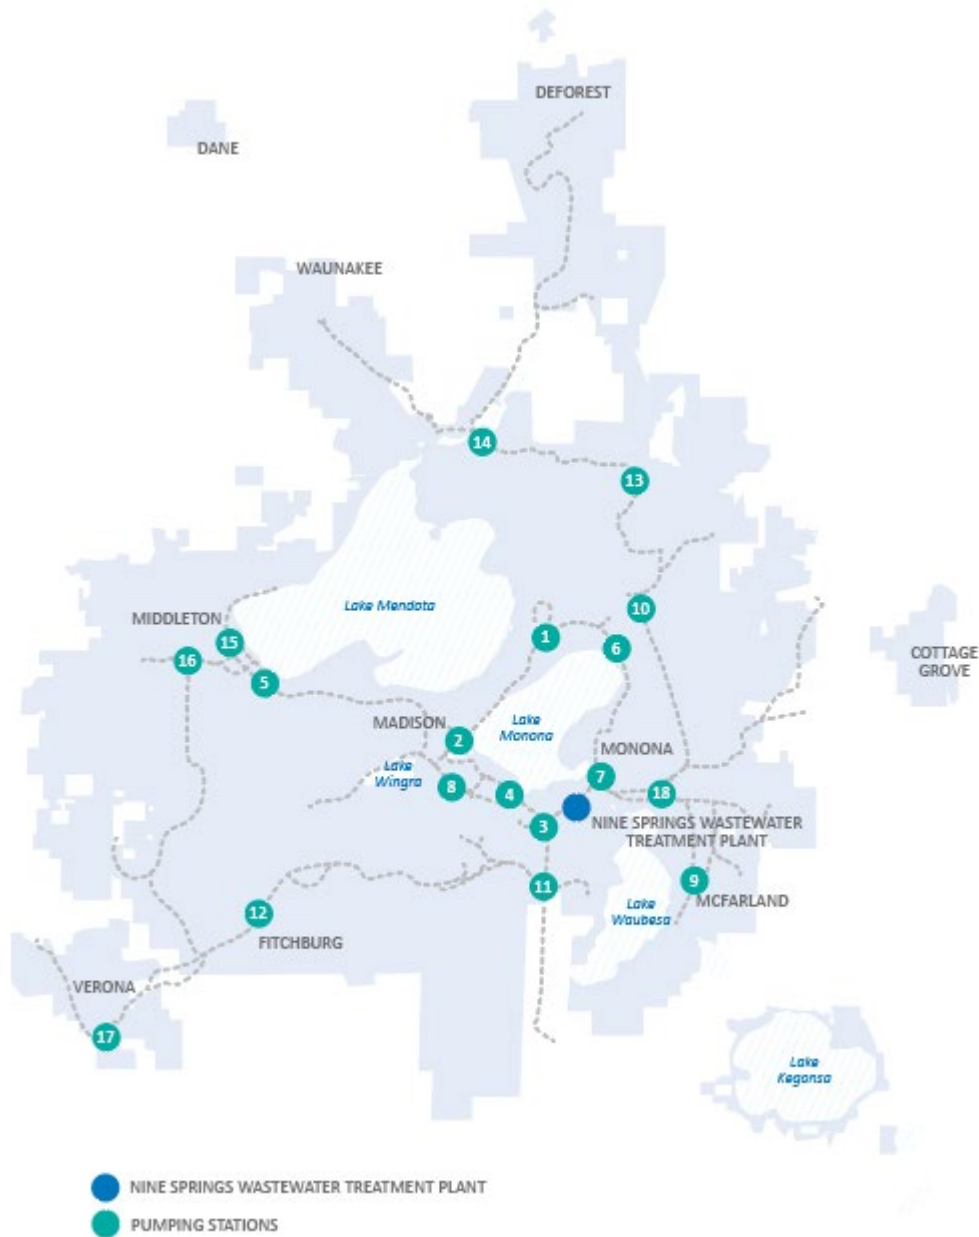 DEFOREST
DANE
WAUNAKEE
14
13
Lake Mendota
10
MIDDLETON
15
1
6
16
COTTAGE
GROVE
5
MADISON
2
Lake
Monona
MONONA
Lake
Wingra
7
8
4
18
3
NINE SPRINGS WASTEWATER
TREATMENT PLANT
11
9
MCFARLAND
Lake
Waubesa
12
FITCHBURG
VERONA
17
Lake
Kegonsa
NINE SPRINGS WASTEWATER TREATMENT PLANT
PUMPING STATIONS